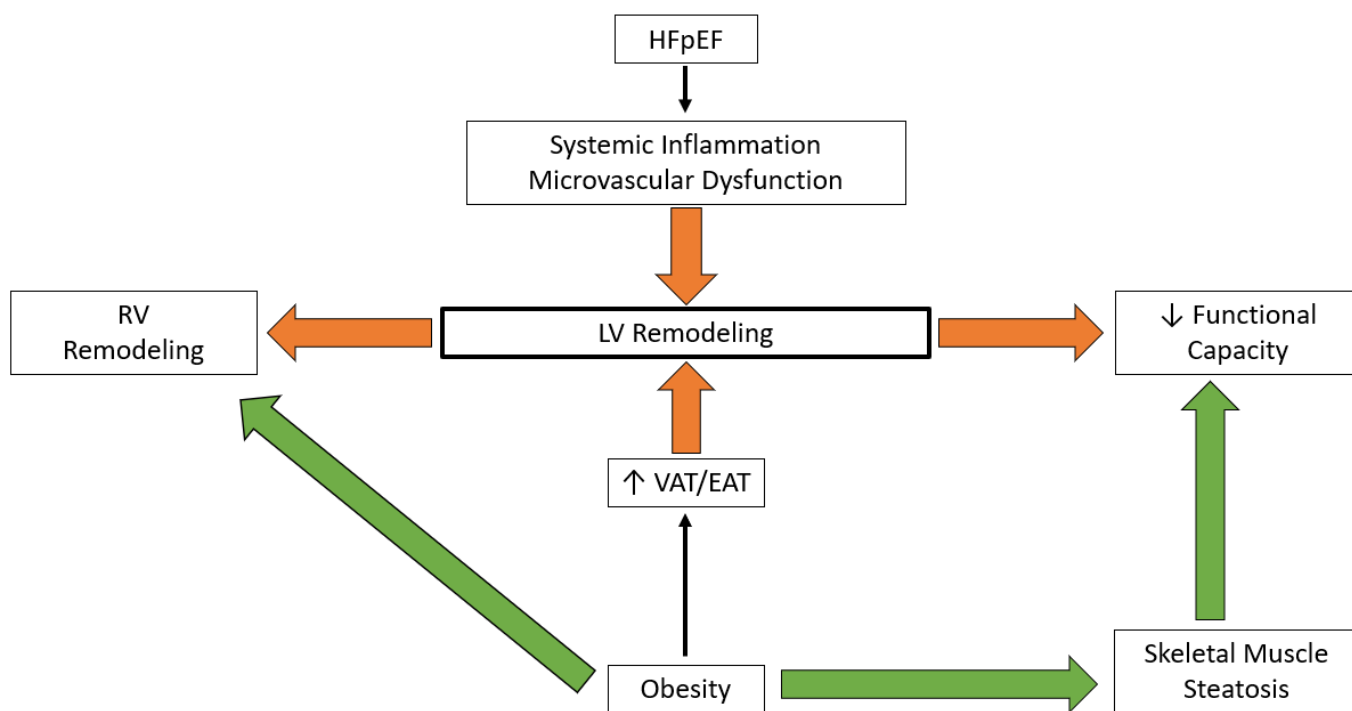 HFpEF
Systemic Inflammation
Microvascular Dysfunction
RV
Remodeling
LV Remodeling
↓ Functional
Capacity
↑ VAT/EAT
Obesity
Skeletal Muscle
Steatosis